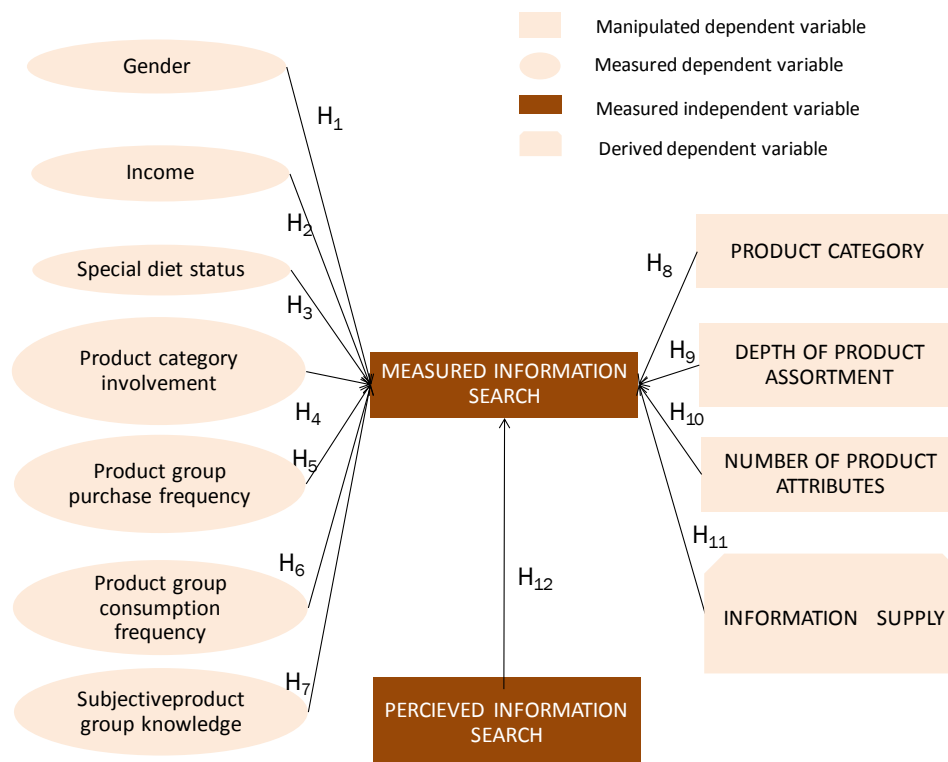 Manipulated dependent variable
Measured dependent variable
Measured independent variable
Derived dependent variable
Gender
H1
Income
H2
Special diet status
H3
Product category
involvement
H4
Product group
purchase frequency
H5
Product group
consumption
frequency
H6
Subjectiveproduct
group knowledge
H7
MEASURED INFORMATION
SEARCH
H12
PERCIEVED INFORMATION
SEARCH
PRODUCT CATEGORY
H8
DEPTH OF PRODUCT
ASSORTMENT
H9
NUMBER OF PRODUCT
ATTRIBUTES
H10
INFORMATION SUPPLY
H11